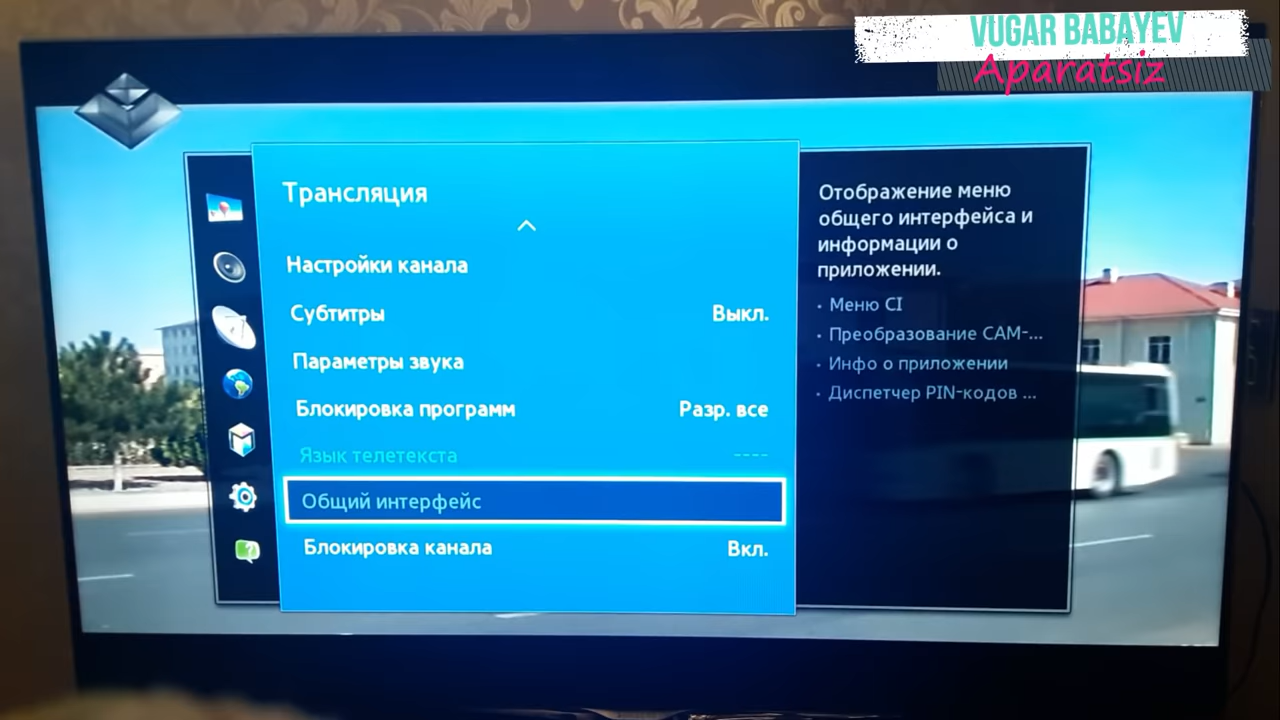 VUGAR BABAYEV
Aparatsiz
Трансляция
Настройки канала
Субтитры Выкл.
Параметры звука
Блокировка программ Разр. все
Язык телетекста ----
Общий интерфейс
Блокировка канала Вкл.
Отображение меню
общего интерфейса и
информации о
приложении.
· Меню CI
· Преобразование CAM-...
· Инфо о приложении
· Диспетчер PIN-кодов ...